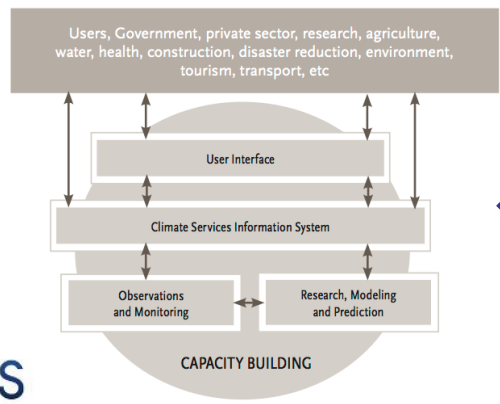 Users, Government, private sector, research, agriculture,
water, health, construction, disaster reduction, environment,
tourism, transport, etc
User Interface
Climate Services Information System
Observations
and Monitoring
Research, Modeling
and Prediction
CAPACITY BUILDING
S